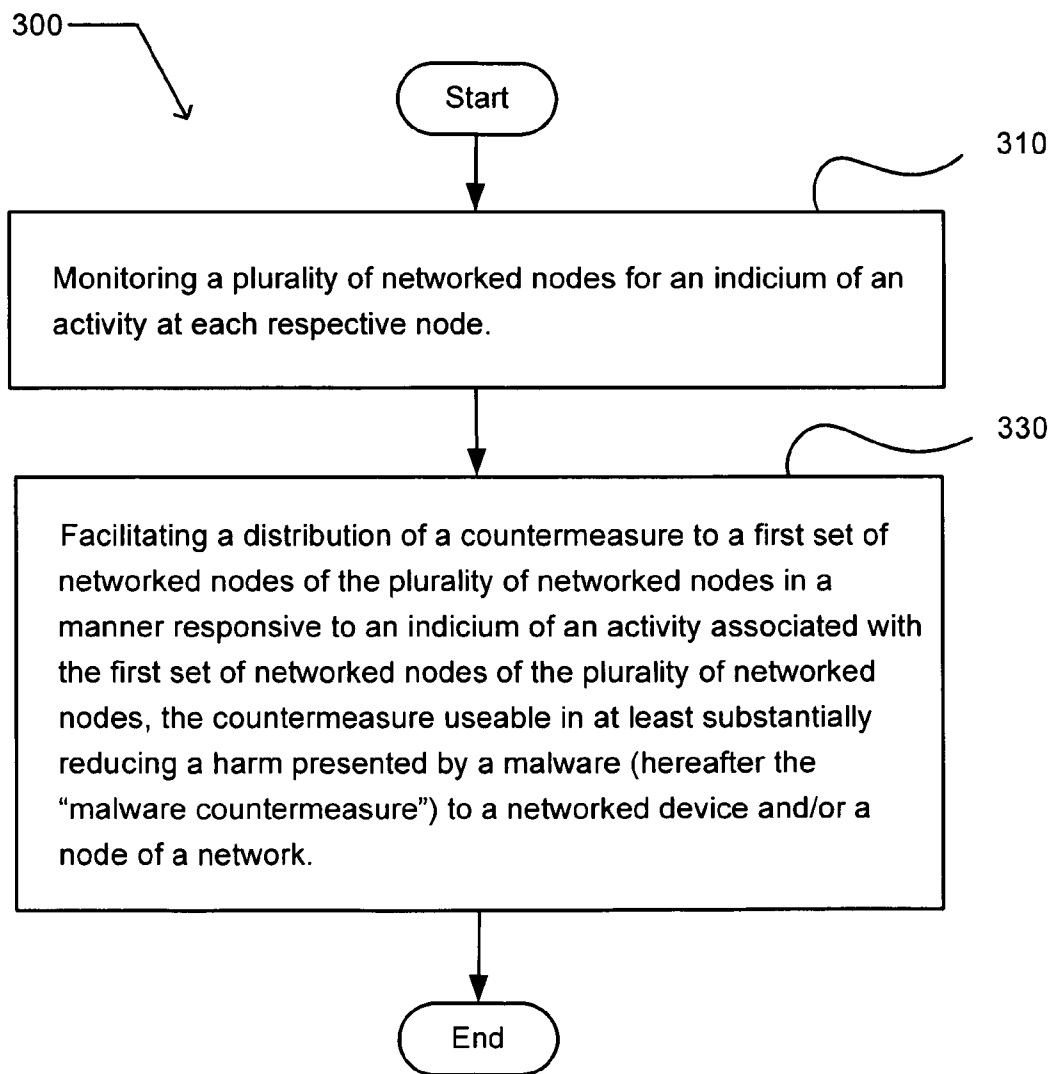 300
Start
310
Monitoring a plurality of networked nodes for an indicium of an
activity at each respective node.
330
Facilitating a distribution of a countermeasure to a first set of
networked nodes of the plurality of networked nodes in a
manner responsive to an indicium of an activity associated with
the first set of networked nodes of the plurality of networked
nodes, the countermeasure useable in at least substantially
reducing a harm presented by a malware (hereafter the
“malware countermeasure”) to a networked device and/or a
node of a network.
End